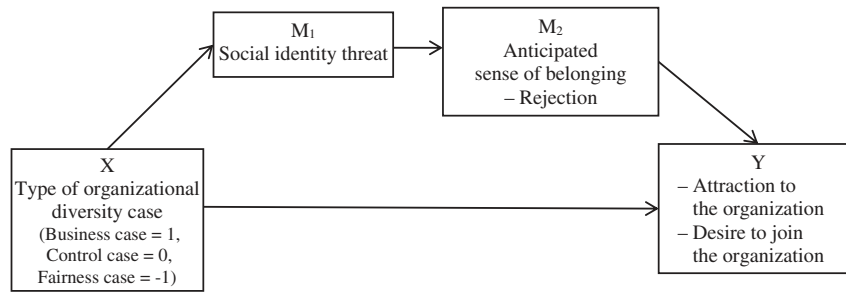 M₁
Social identity threat
M₂
Anticipated
sense of belonging
– Rejection
X
Type of organizational
diversity case
(Business case = 1,
Control case = 0,
Fairness case = -1)
Y
– Attraction to
the organization
– Desire to join
the organization